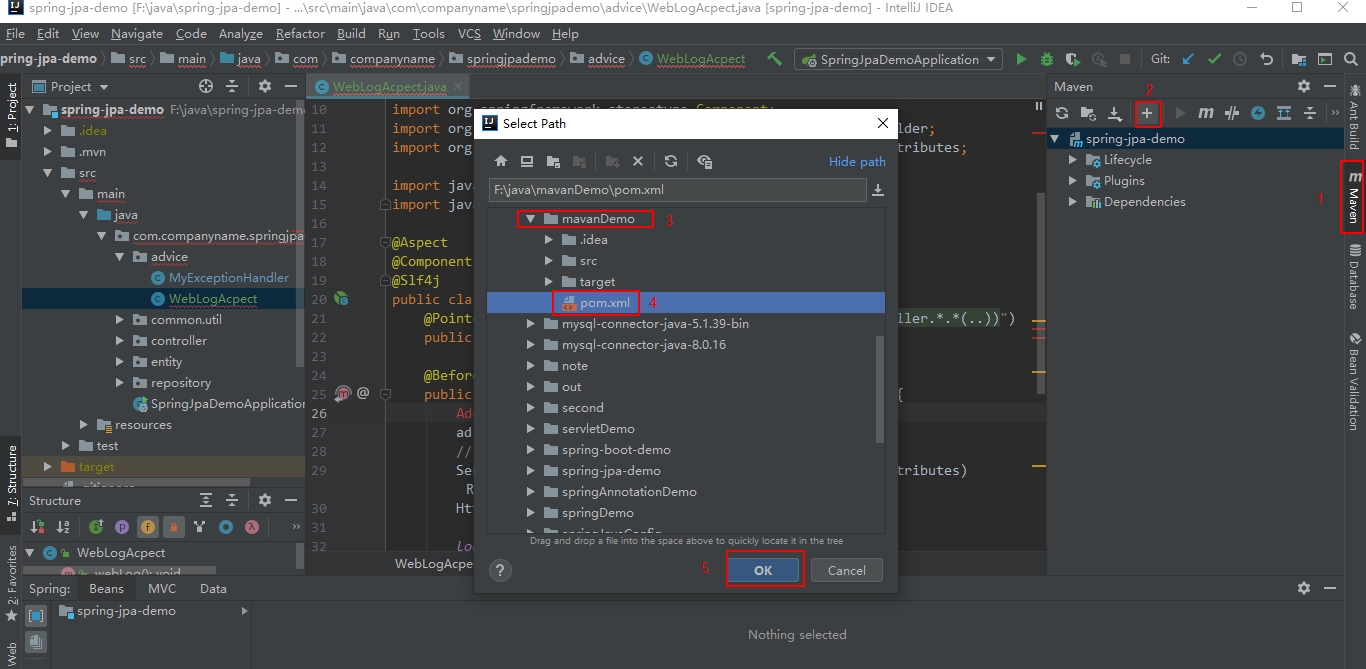 spring-jpa-demo [F:\java\spring-jpa-demo] - ...\src\main\java\com\companyname\springjpademo\advice\WebLogAcpect.java [spring-jpa-demo] - IntelliJ IDEA
File Edit View Navigate Code Analyze Refactor Build Run Tools VCS Window Help
pring-jpa-demo src main java com companyname springjpademo advice WebLogAcpect SpringJpaDemoApplication Git:
1: Project
7: Structure
2: Favorites
Web
Project
spring-jpa-demo F:\java\spring-jpa-demo
.idea
.mvn
src
main
java
com.companyname.springjpa
advice
MyExceptionHandler
WebLogAcpect
common.util
controller
entity
repository
SpringJpaDemoApplication
resources
test
target
Structure
WebLogAcpect
webLog(): void
WebLogAcpect.java
10 import org.springframework.stereotype.Component;
11 import org lder;
12 import org tributes;
13
14 import jav
15 import jav
16
17 @Aspect
18 @Component
19 @Slf4j
20 public clas
21 @Point ller.*.*(..))")
22 public
23
24 @Befor
25 public {
26 Ad
27 ad
28 //
29 Se tributes)
R
30 Ht
31
32 Lo
WebLogAcpe
Select Path
Hide path
F:\java\mavanDemo\pom.xml
mavanDemo 3
.idea
src
target
pom.xml 4
mysql-connector-java-5.1.39-bin
mysql-connector-java-8.0.16
note
out
second
servletDemo
spring-boot-demo
spring-jpa-demo
springAnnotationDemo
springDemo
springJavaConfig
Drag and drop a file into the space above to quickly locate it in the tree
? 5 OK Cancel
Maven
2
spring-jpa-demo
Lifecycle
Plugins
Dependencies
1
Ant Build
m Maven
Database
Bean Validation
Spring: Beans MVC Data
spring-jpa-demo
Nothing selected